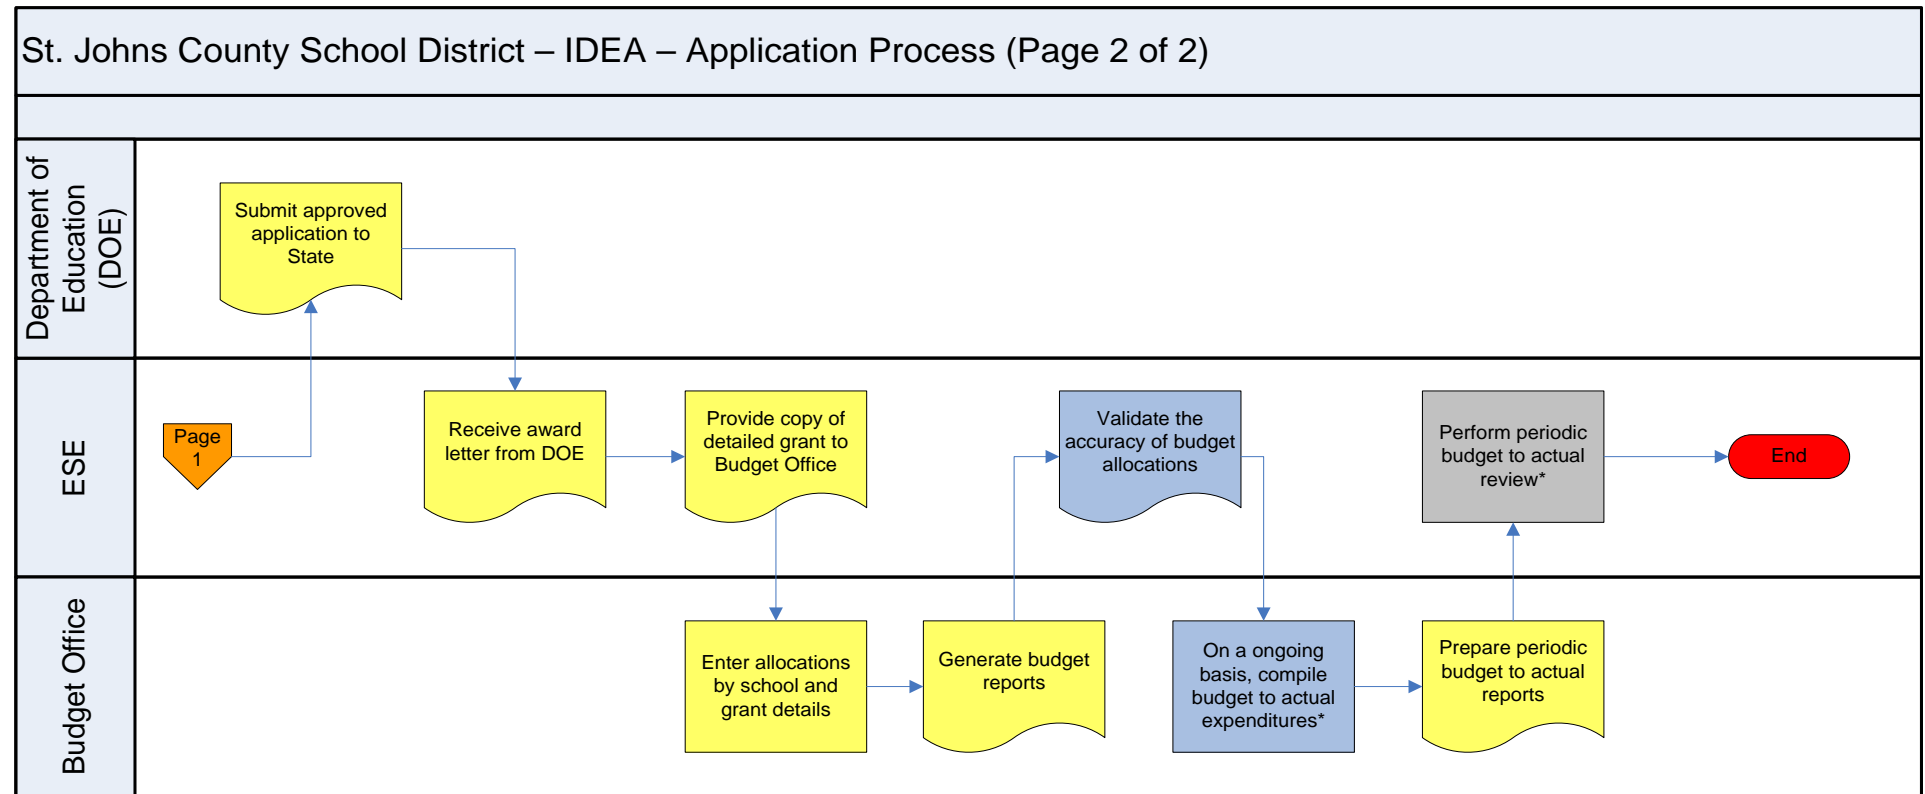 St. Johns County School District – IDEA – Application Process (Page 2 of 2)
Department of
Education
(DOE)
Submit approved
application to
State
ESE
Page
1
Receive award
letter from DOE
Provide copy of
detailed grant to
Budget Office
Validate the
accuracy of budget
allocations
Perform periodic
budget to actual
review*
End
Budget Office
Enter allocations
by school and
grant details
Generate budget
reports
On a ongoing
basis, compile
budget to actual
expenditures*
Prepare periodic
budget to actual
reports